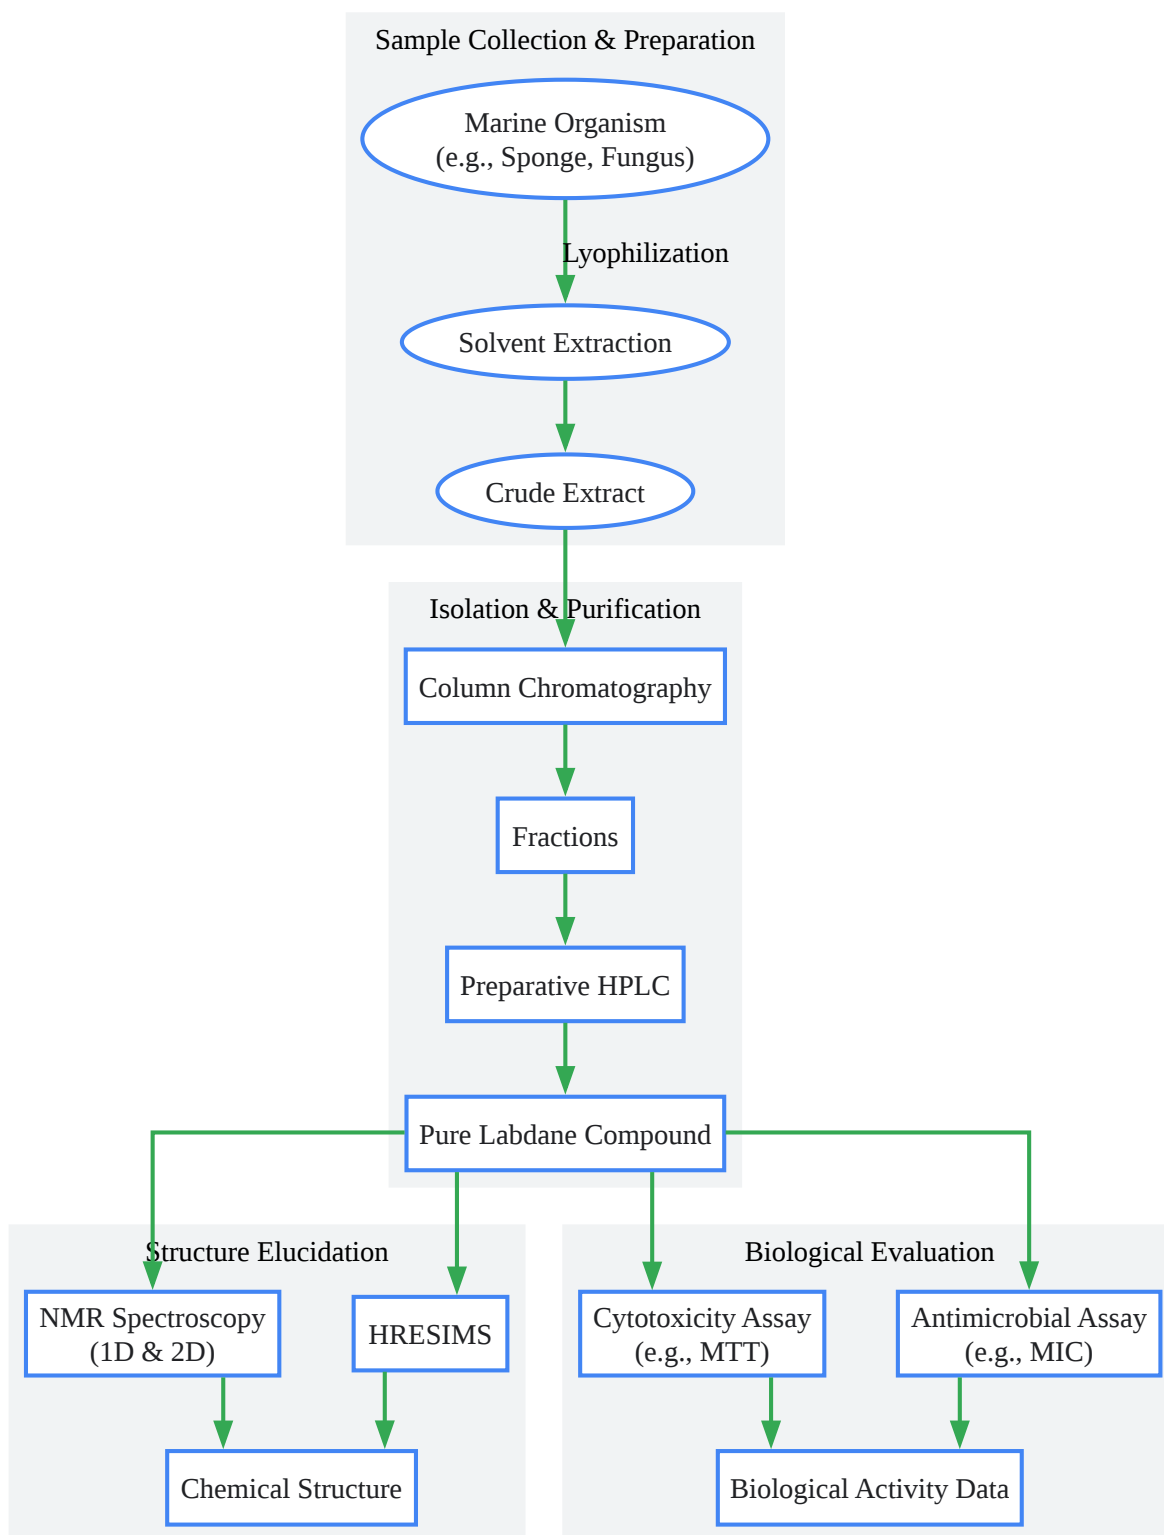 Sample Collection & Preparation
Marine Organism
(e.g., Sponge, Fungus)
Lyophilization
Solvent Extraction
Crude Extract
Isolation & Purification
Column Chromatography
Fractions
Preparative HPLC
Pure Labdane Compound
Structure Elucidation
NMR Spectroscopy
(1D & 2D)
HRESIMS
Chemical Structure
Biological Evaluation
Cytotoxicity Assay
(e.g., MTT)
Antimicrobial Assay
(e.g., MIC)
Biological Activity Data